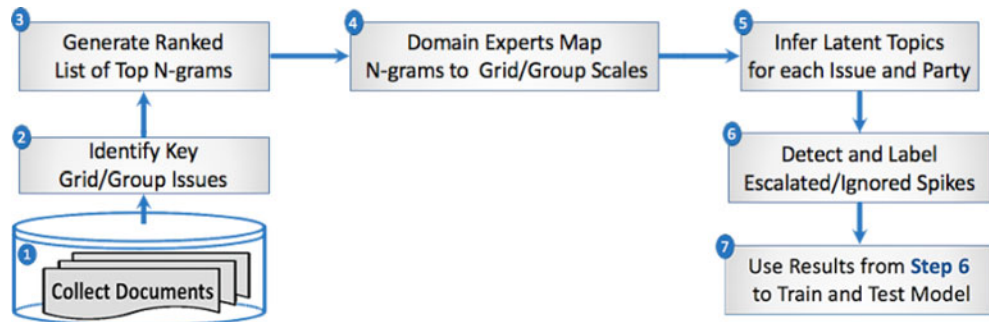 1
Collect Documents
2
Identify Key
Grid/Group Issues
3
Generate Ranked
List of Top N-grams
4
Domain Experts Map
N-grams to Grid/Group Scales
5
Infer Latent Topics
for each Issue and Party
6
Detect and Label
Escalated/Ignored Spikes
7
Use Results from Step 6
to Train and Test Model